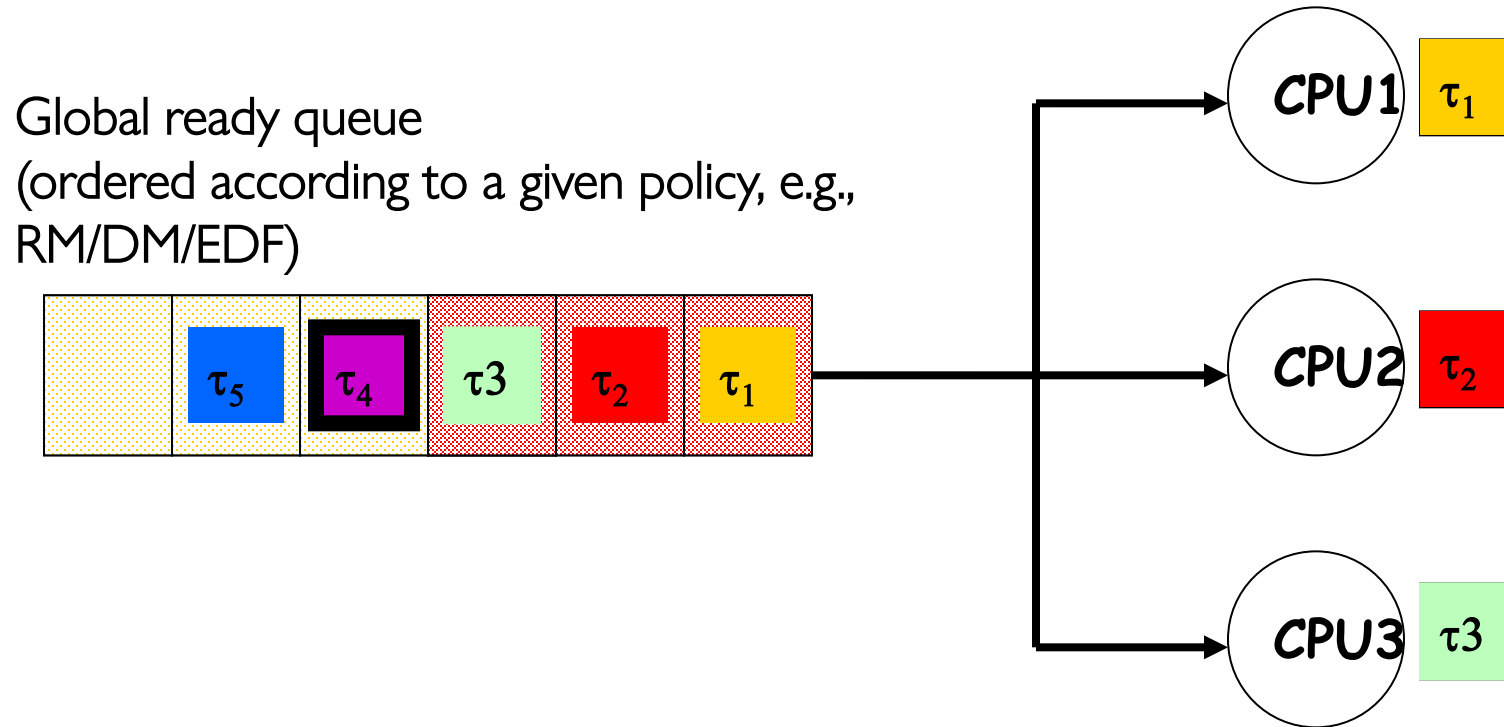 Global ready queue
(ordered according to a given policy, e.g.,
RM/DM/EDF)
τ₅ τ₄ τ3 τ₂ τ₁
CPU1 τ₁
CPU2 τ₂
CPU3 τ3